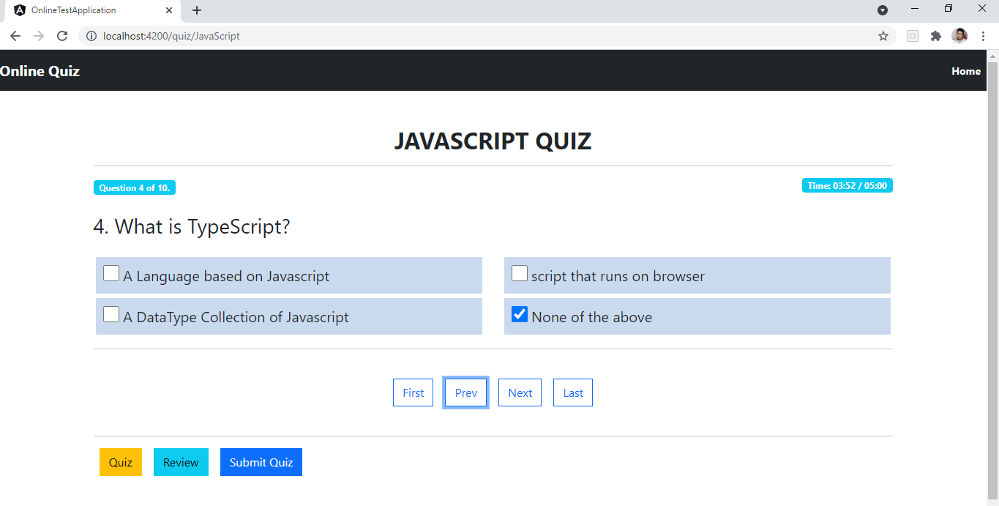 OnlineTestApplication
localhost:4200/quiz/JavaScript
Online Quiz
Home
JAVASCRIPT QUIZ
Question 4 of 10.
Time: 03:52 / 05:00
4. What is TypeScript?
A Language based on Javascript
script that runs on browser
A DataType Collection of Javascript
None of the above
First Prev Next Last
Quiz Review Submit Quiz